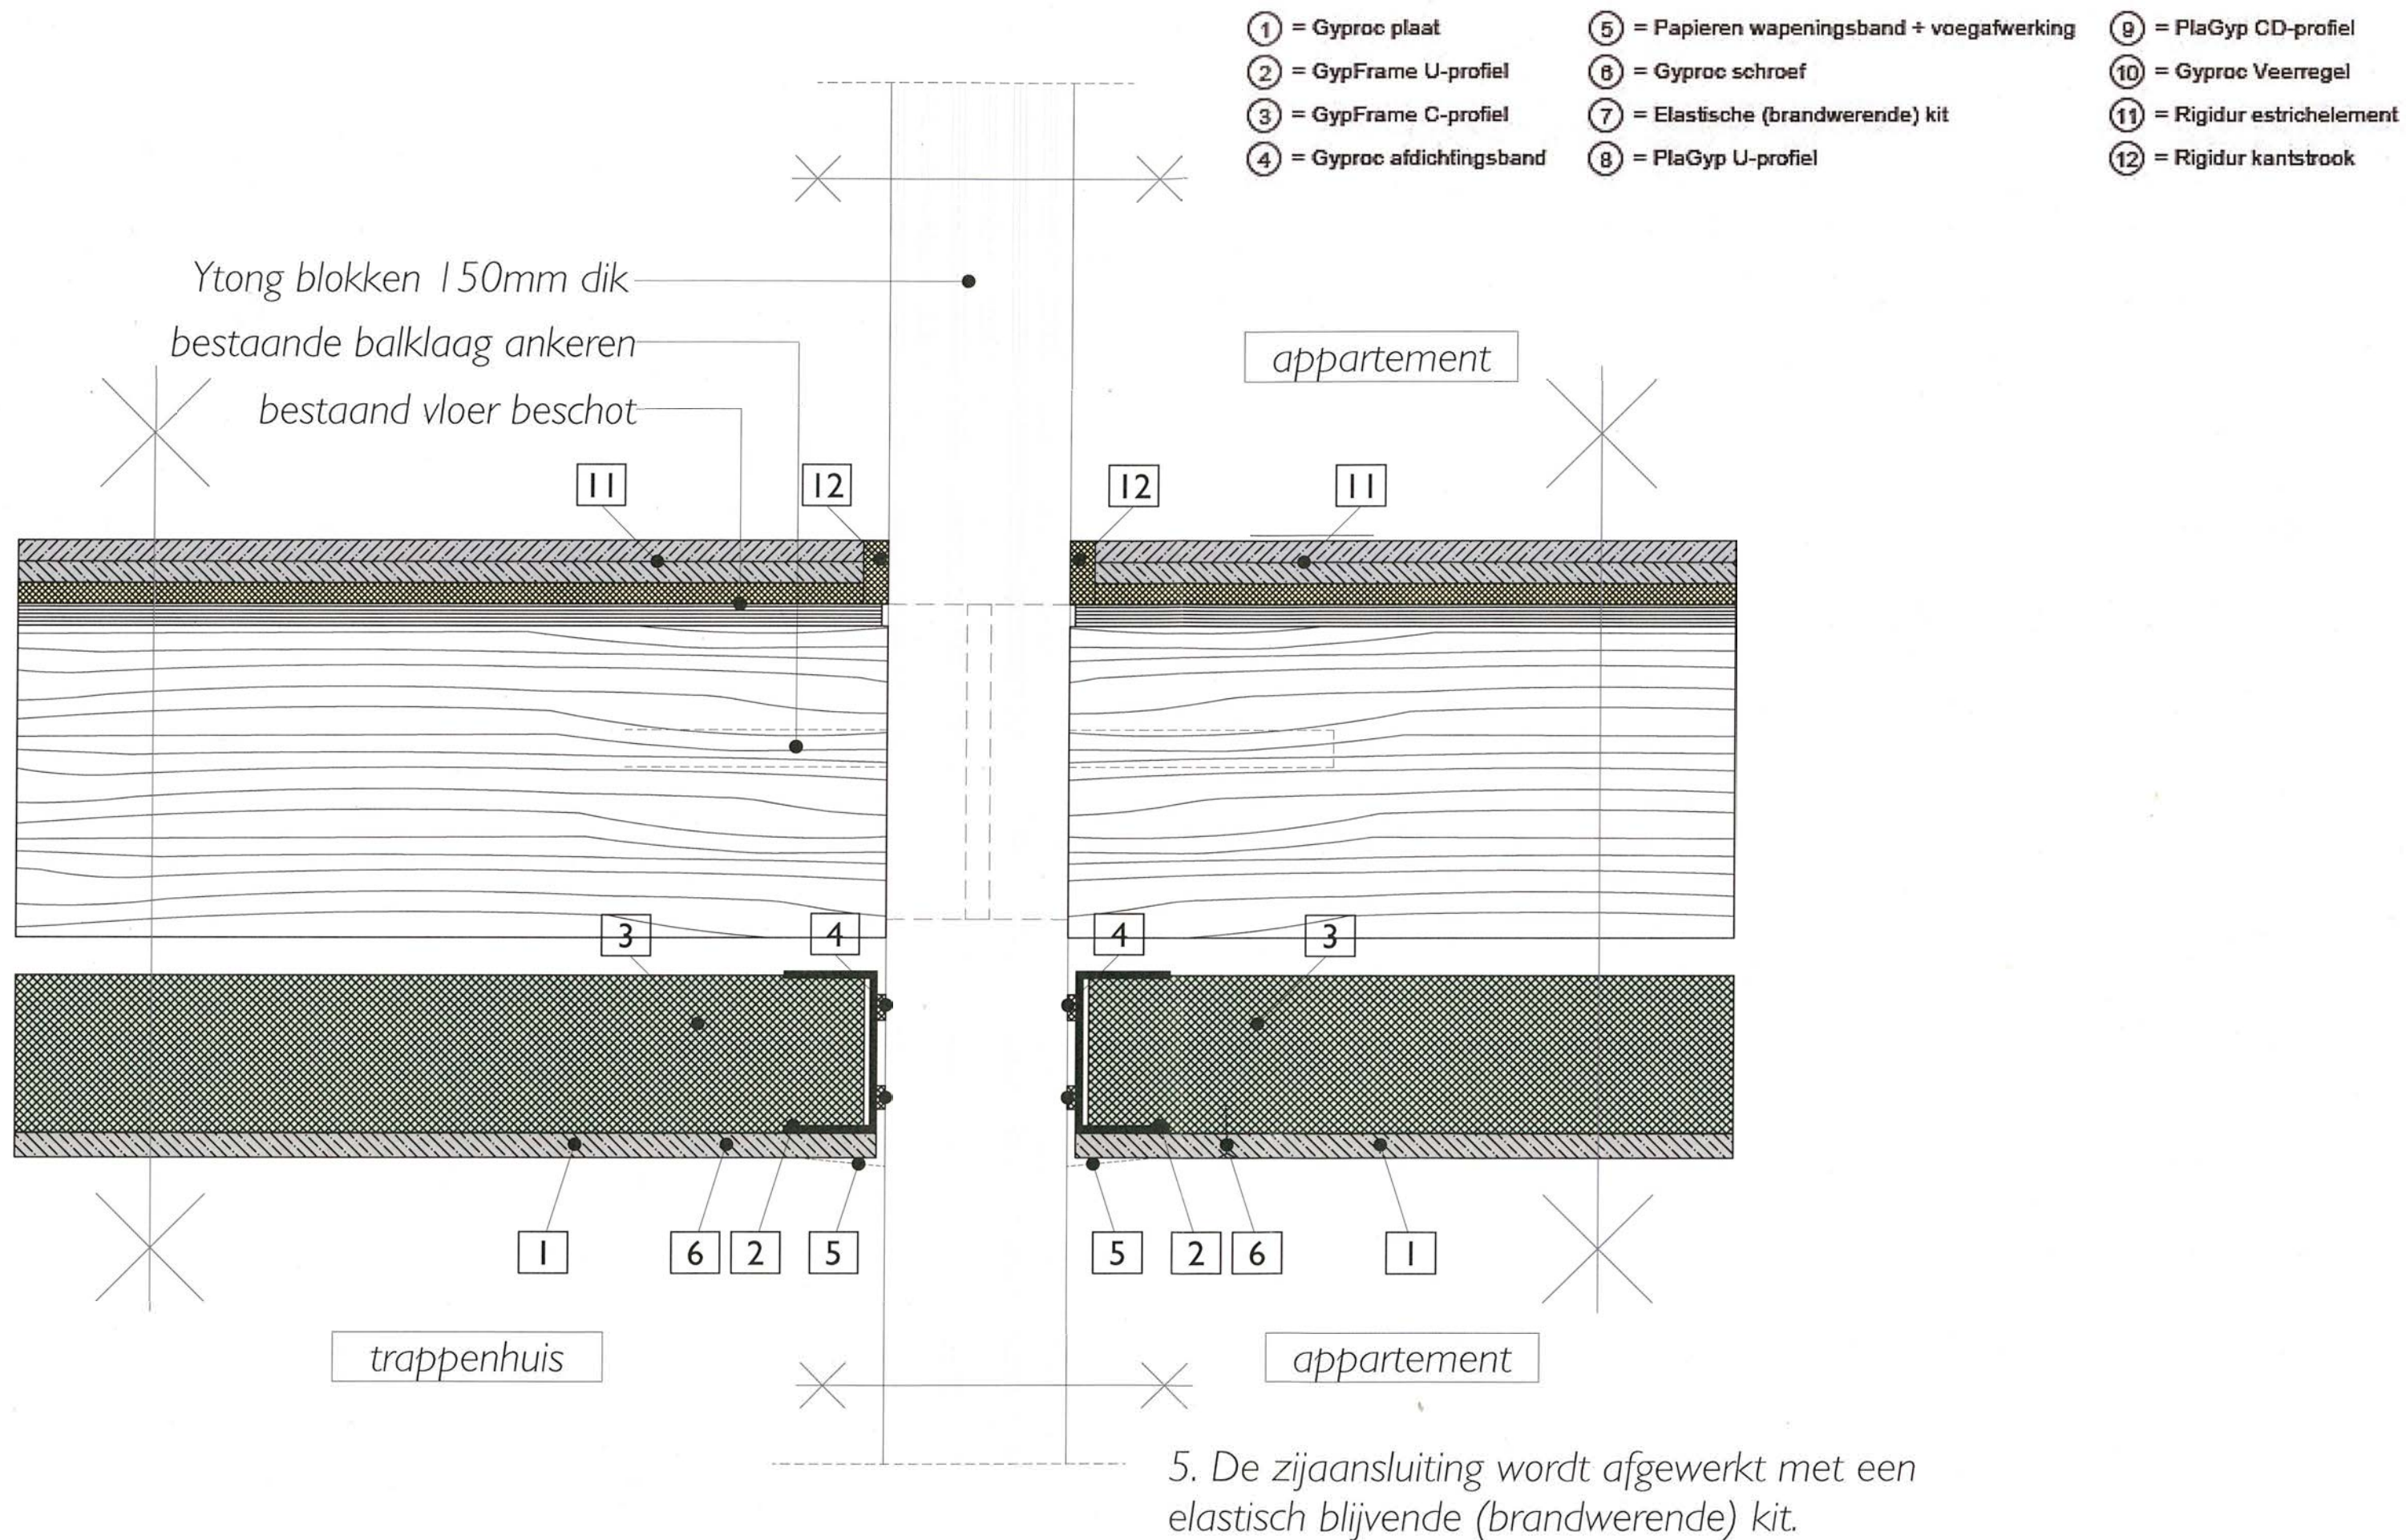 1 = Gyproc plaat
2 = GypFrame U-profiel
3 = GypFrame C-profiel
4 = Gyproc afdichtingsband
5 = Papieren wapeningsband + voegafwerking
6 = Gyproc schroef
7 = Elastische (brandwerende) kit
8 = PlaGyp U-profiel
9 = PlaGyp CD-profiel
10 = Gyproc Veerregel
11 = Rigidur estrichelement
12 = Rigidur kantstrook
Ytong blokken 150mm dik
bestaande balklaag ankeren
bestaand vloer beschot
appartement
11 12 12 11
3 4 4 3
1 6 2 5 5 2 6 1
trappenhuis
appartement
5. De zijaansluiting wordt afgewerkt met een
elastisch blijvende (brandwerende) kit.